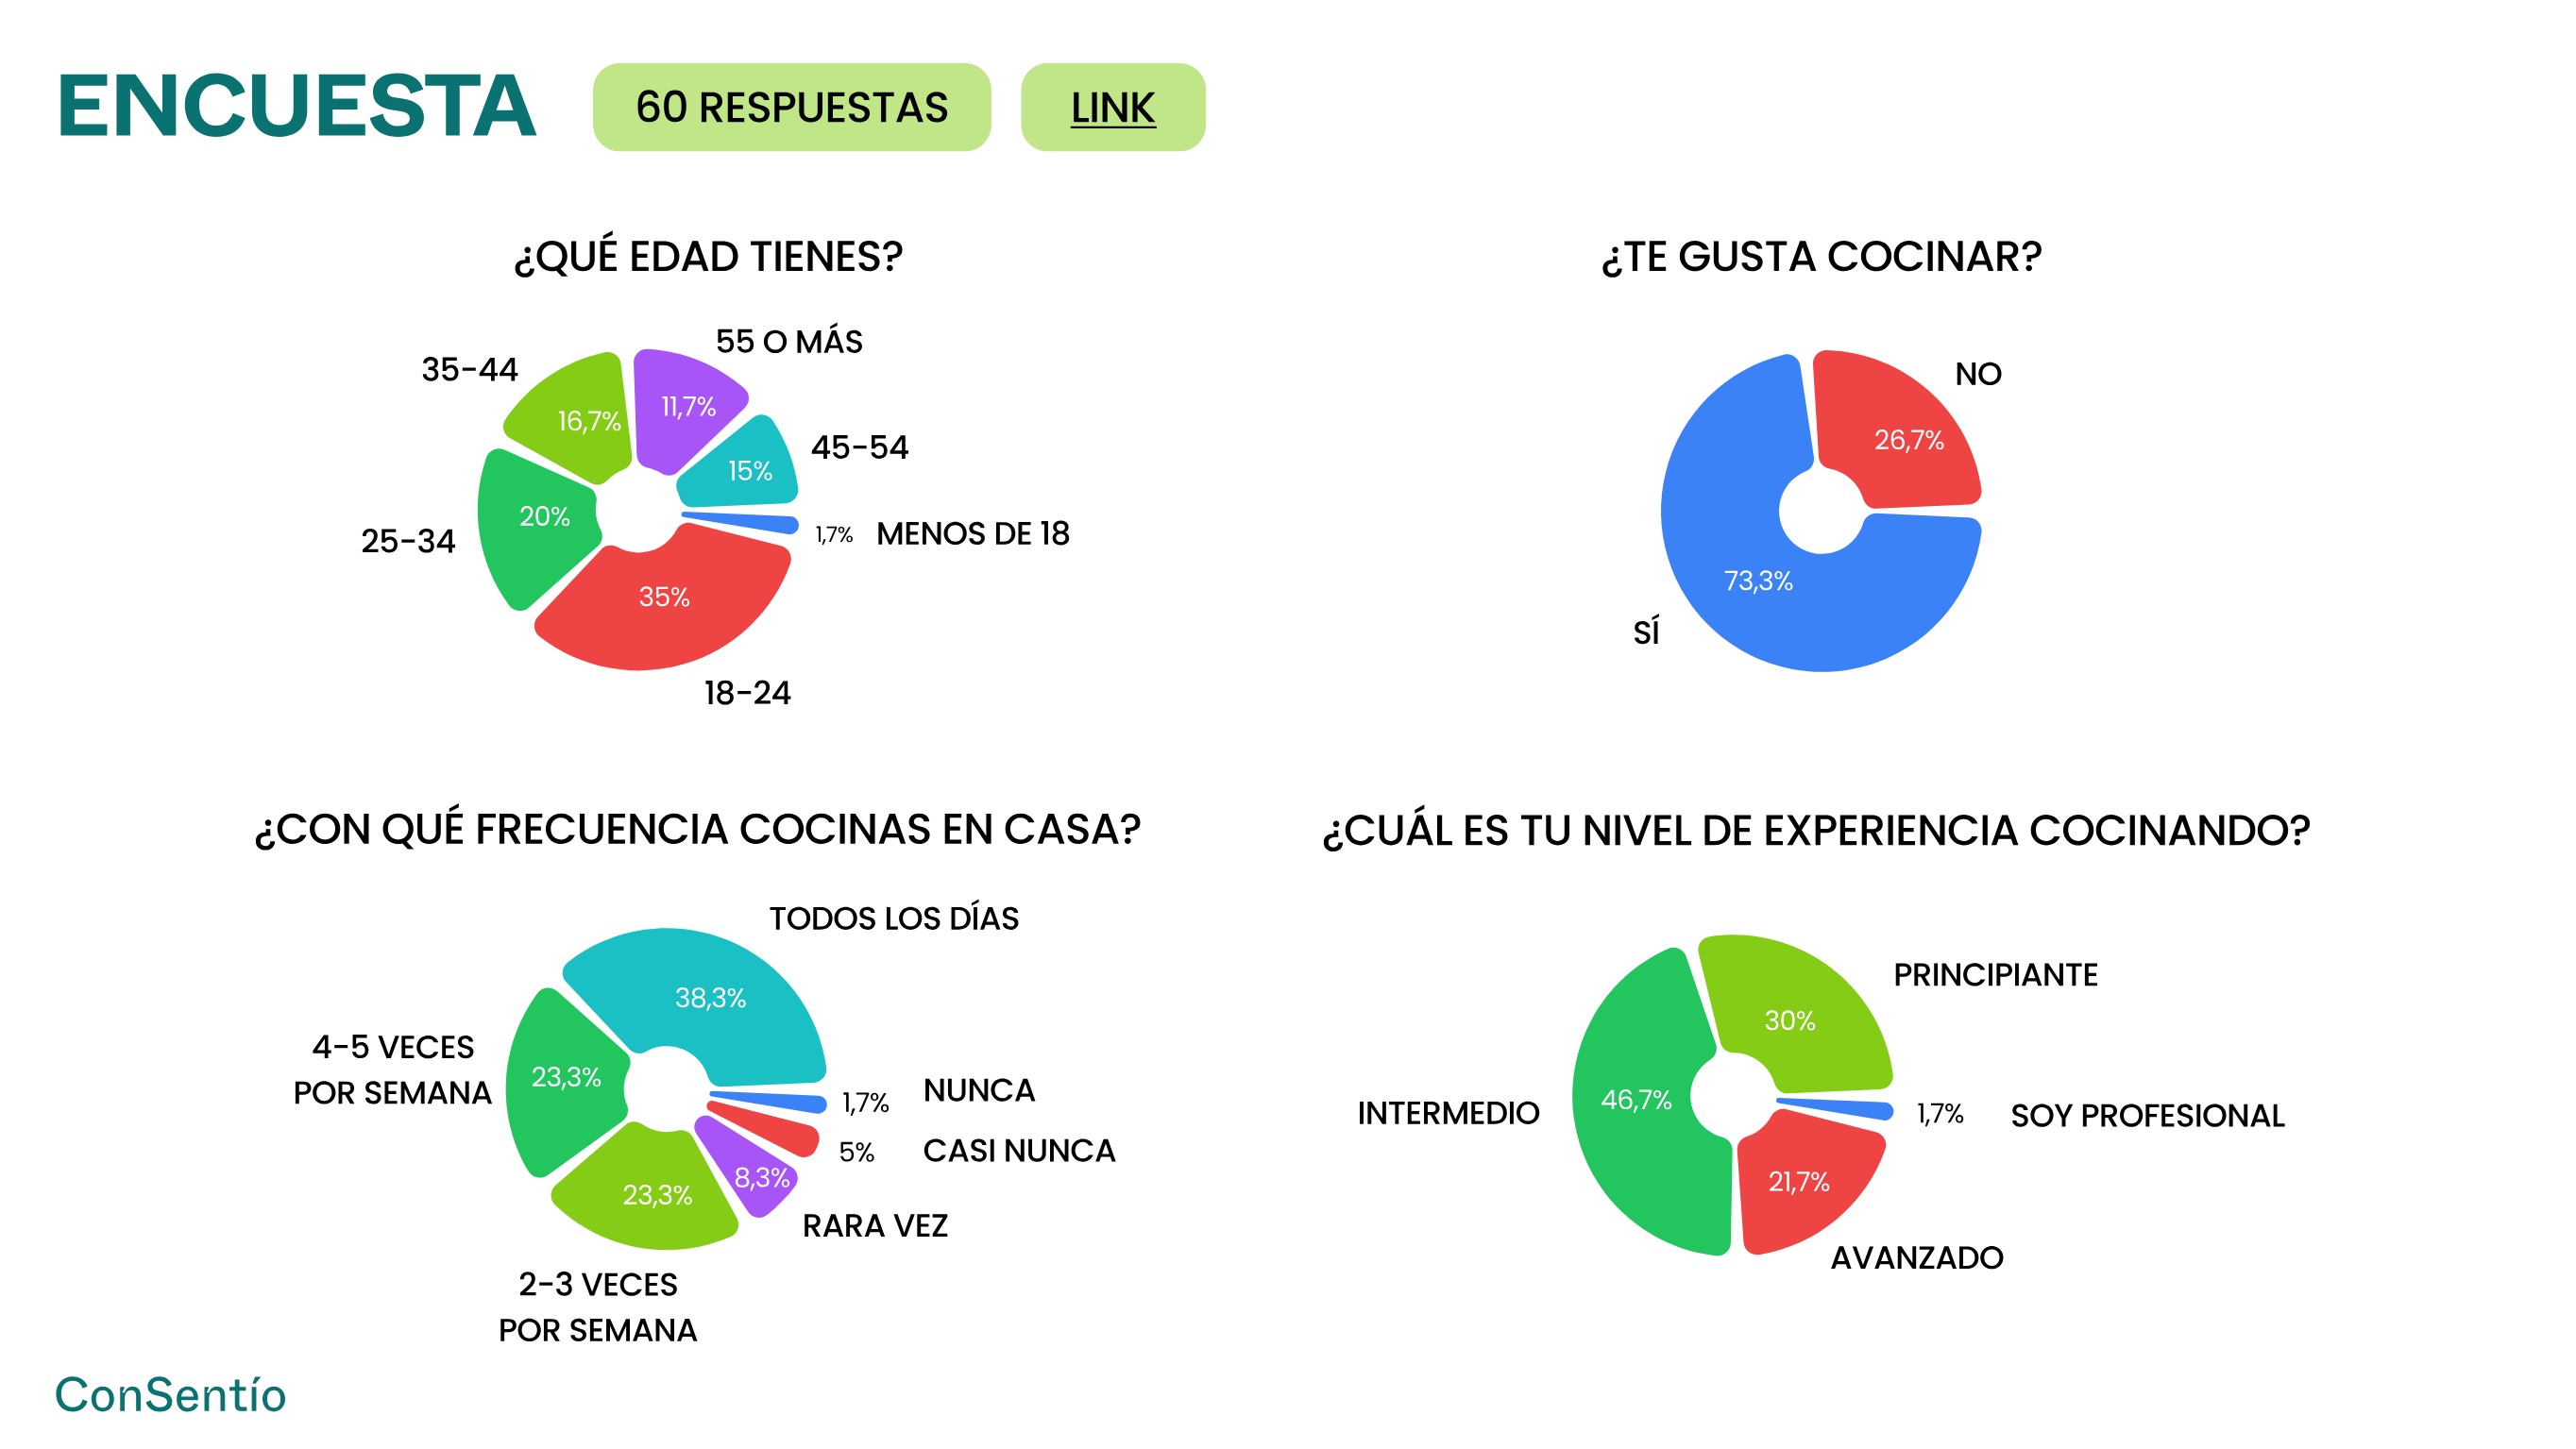 ENCUESTA
60 RESPUESTAS
LINK
¿QUÉ EDAD TIENES?
55 O MÁS
35-44
11,7%
16,7%
45-54
15%
20%
25-34
1,7%
MENOS DE 18
35%
18-24
¿TE GUSTA COCINAR?
NO
26,7%
73,3%
SÍ
¿CON QUÉ FRECUENCIA COCINAS EN CASA?
TODOS LOS DÍAS
38,3%
4-5 VECES
POR SEMANA
23,3%
1,7%
NUNCA
5%
CASI NUNCA
8,3%
23,3%
RARA VEZ
2-3 VECES
POR SEMANA
¿CUÁL ES TU NIVEL DE EXPERIENCIA COCINANDO?
PRINCIPIANTE
30%
INTERMEDIO
46,7%
1,7%
SOY PROFESIONAL
21,7%
AVANZADO
ConSentío